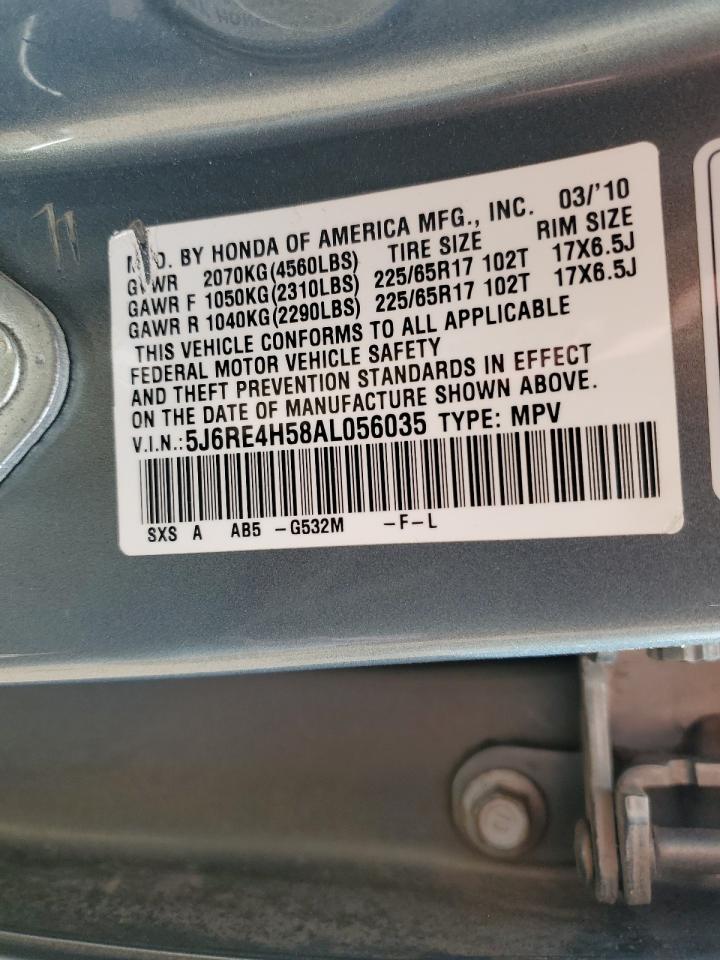 HON
BY HONDA OF AMERICA MFG., INC. 03/'10
GVWR 2070KG(4560LBS) TIRE SIZE RIM SIZE
GAWR F 1050KG(2310LBS) 225/65R17 102T 17X6.5J
GAWR R 1040KG(2290LBS) 225/65R17 102T 17X6.5J
THIS VEHICLE CONFORMS TO ALL APPLICABLE
FEDERAL MOTOR VEHICLE SAFETY
AND THEFT PREVENTION STANDARDS IN EFFECT
ON THE DATE OF MANUFACTURE SHOWN ABOVE.
V.I.N.: 5J6RE4H58AL056035 TYPE: MPV
SXS A AB5 -G532M -F-L